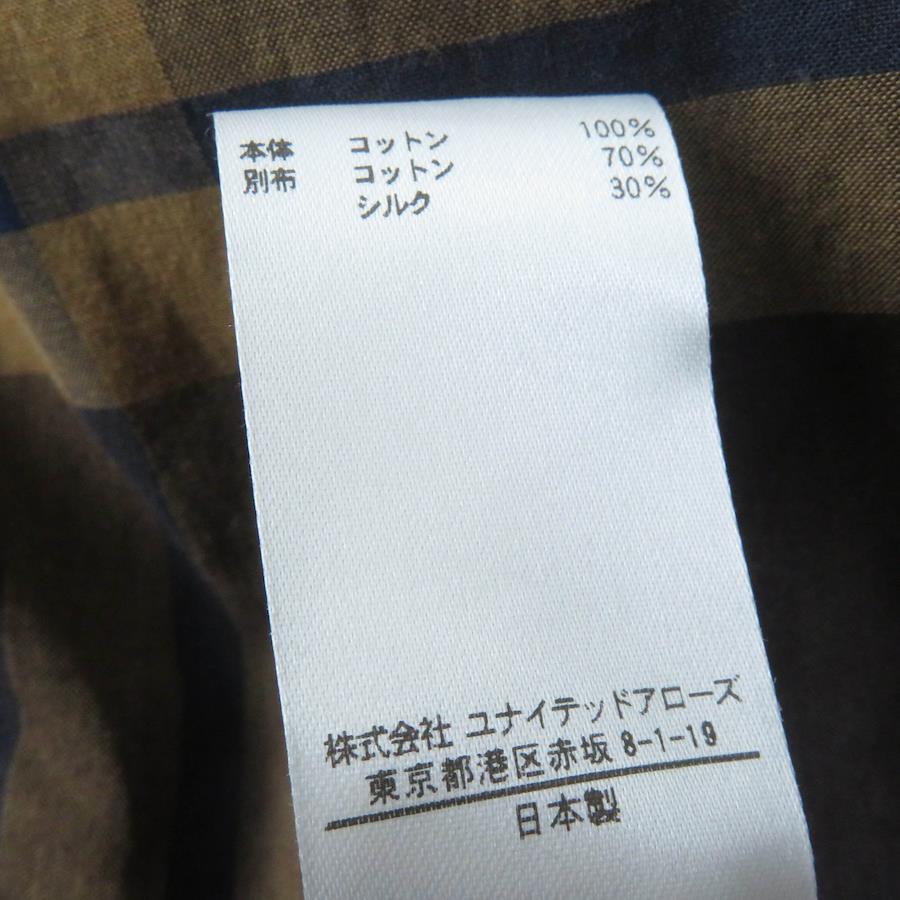 本体 コットン 100%
別布 コットン 70%
シルク 30%
株式会社 ユナイテッドアローズ
東京都港区赤坂 8-1-19
日本製